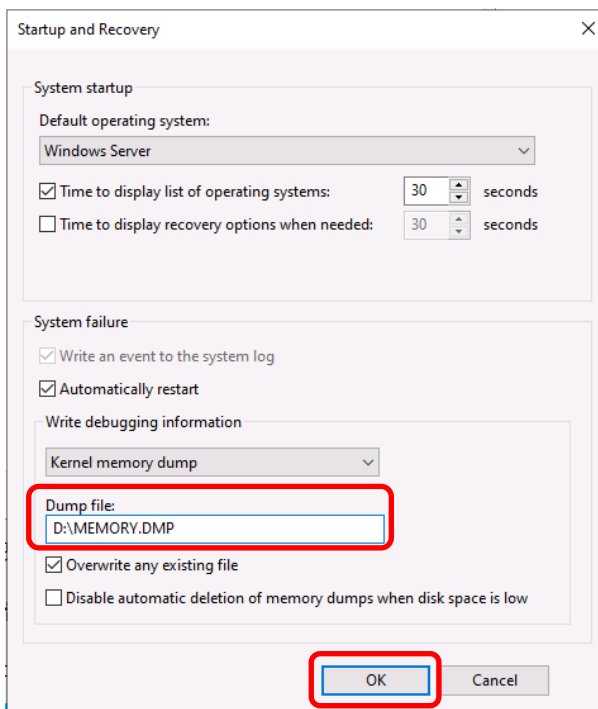 Startup and Recovery
System startup
Default operating system:
Windows Server
Time to display list of operating systems: 30 seconds
Time to display recovery options when needed: 30 seconds
System failure
Write an event to the system log
Automatically restart
Write debugging information
Kernel memory dump
Dump file:
D:\MEMORY.DMP
Overwrite any existing file
Disable automatic deletion of memory dumps when disk space is low
OK Cancel